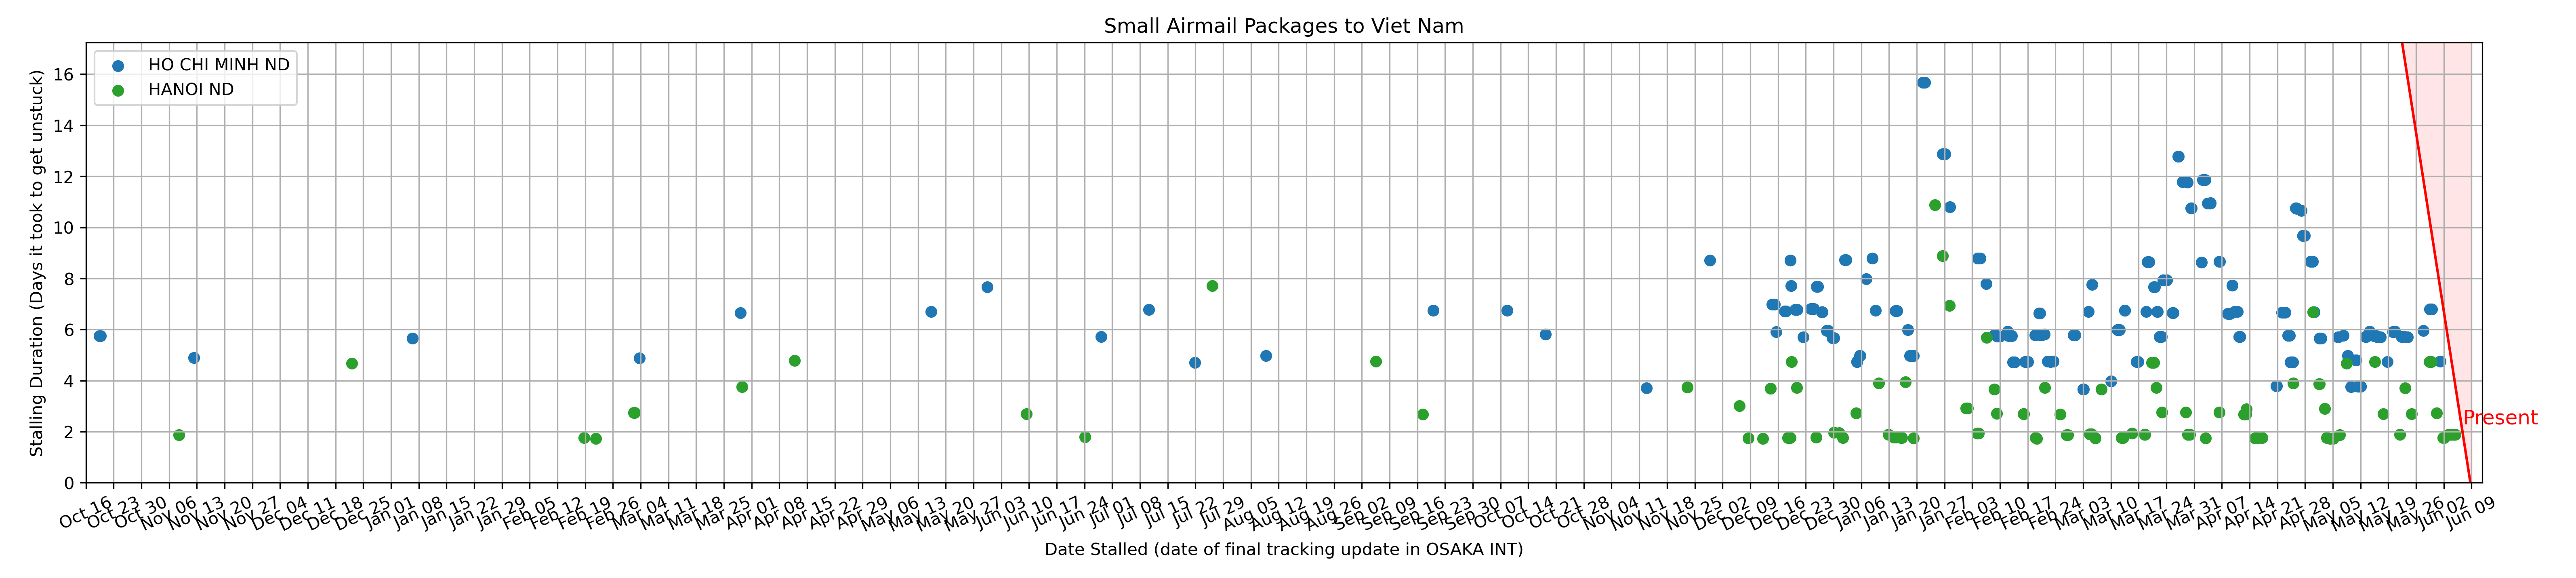 Small Airmail Packages to Viet Nam
HO CHI MINH ND
HANOI ND
Stalling Duration (Days it took to get unstuck)
16
14
12
10
8
6
4
2
0
Present
Oct 16
Oct 23
Oct 30
Nov 06
Nov 13
Nov 20
Nov 27
Dec 04
Dec 11
Dec 18
Dec 25
Jan 01
Jan 08
Jan 15
Jan 22
Jan 29
Feb 05
Feb 12
Feb 19
Feb 26
Mar 04
Mar 11
Mar 18
Mar 25
Apr 01
Apr 08
Apr 15
Apr 22
Apr 29
May 06
May 13
May 20
May 27
Jun 03
Jun 10
Jun 17
Jun 24
Jul 01
Jul 08
Jul 15
Jul 22
Jul 29
Aug 05
Aug 12
Aug 19
Aug 26
Sep 02
Sep 09
Sep 16
Sep 23
Sep 30
Oct 07
Oct 14
Oct 21
Oct 28
Nov 04
Nov 11
Nov 18
Nov 25
Dec 02
Dec 09
Dec 16
Dec 23
Dec 30
Jan 06
Jan 13
Jan 20
Jan 27
Feb 03
Feb 10
Feb 17
Feb 24
Mar 03
Mar 10
Mar 17
Mar 24
Mar 31
Apr 07
Apr 14
Apr 21
Apr 28
May 05
May 12
May 19
May 26
Jun 02
Jun 09
Date Stalled (date of final tracking update in OSAKA INT)